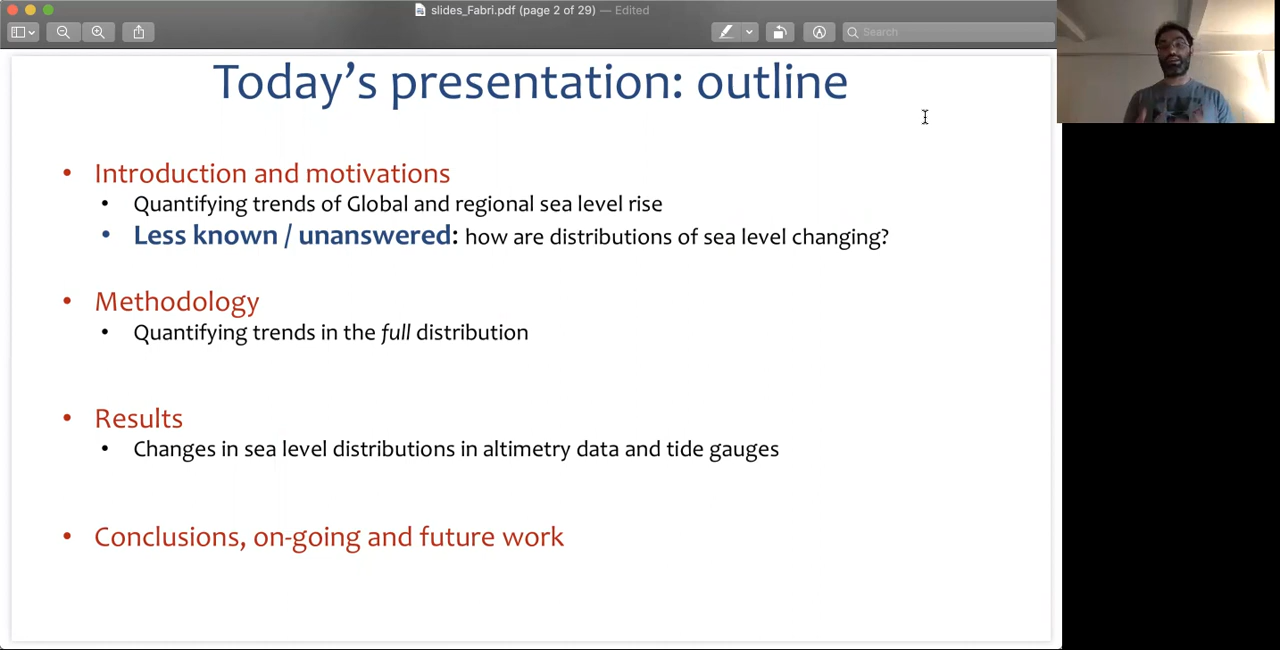 slides_Fabri.pdf (page 2 of 29) — Edited
Search
Today's presentation: outline
• Introduction and motivations
• Quantifying trends of Global and regional sea level rise
• Less known / unanswered: how are distributions of sea level changing?
• Methodology
• Quantifying trends in the full distribution
• Results
• Changes in sea level distributions in altimetry data and tide gauges
• Conclusions, on-going and future work